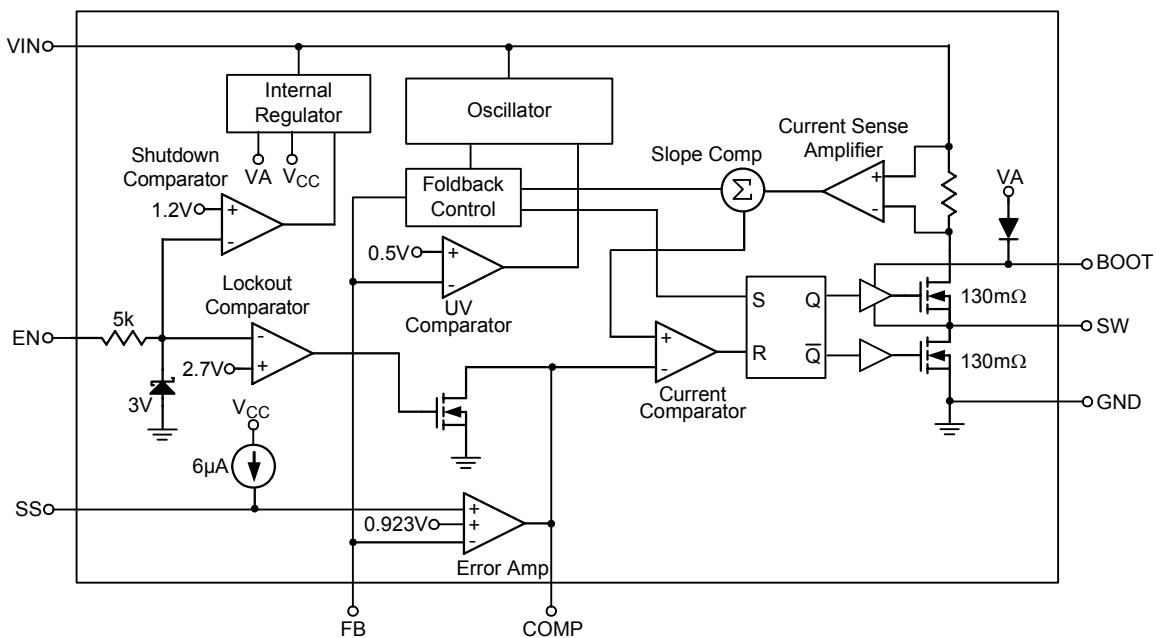 VIN
Internal
Regulator
Oscillator
Current Sense
Amplifier
Slope Comp
Shutdown
Comparator
VA
VCC
Foldback
Control
Σ
+
-
VA
1.2V
+
-
0.5V
+
-
BOOT
Lockout
Comparator
UV
Comparator
S
Q
130mΩ
EN
5k
-
+
2.7V
+
-
R
Q̅
SW
130mΩ
3V
Current
Comparator
VCC
GND
6µA
SS
0.923V
+
+
-
Error Amp
FB
COMP